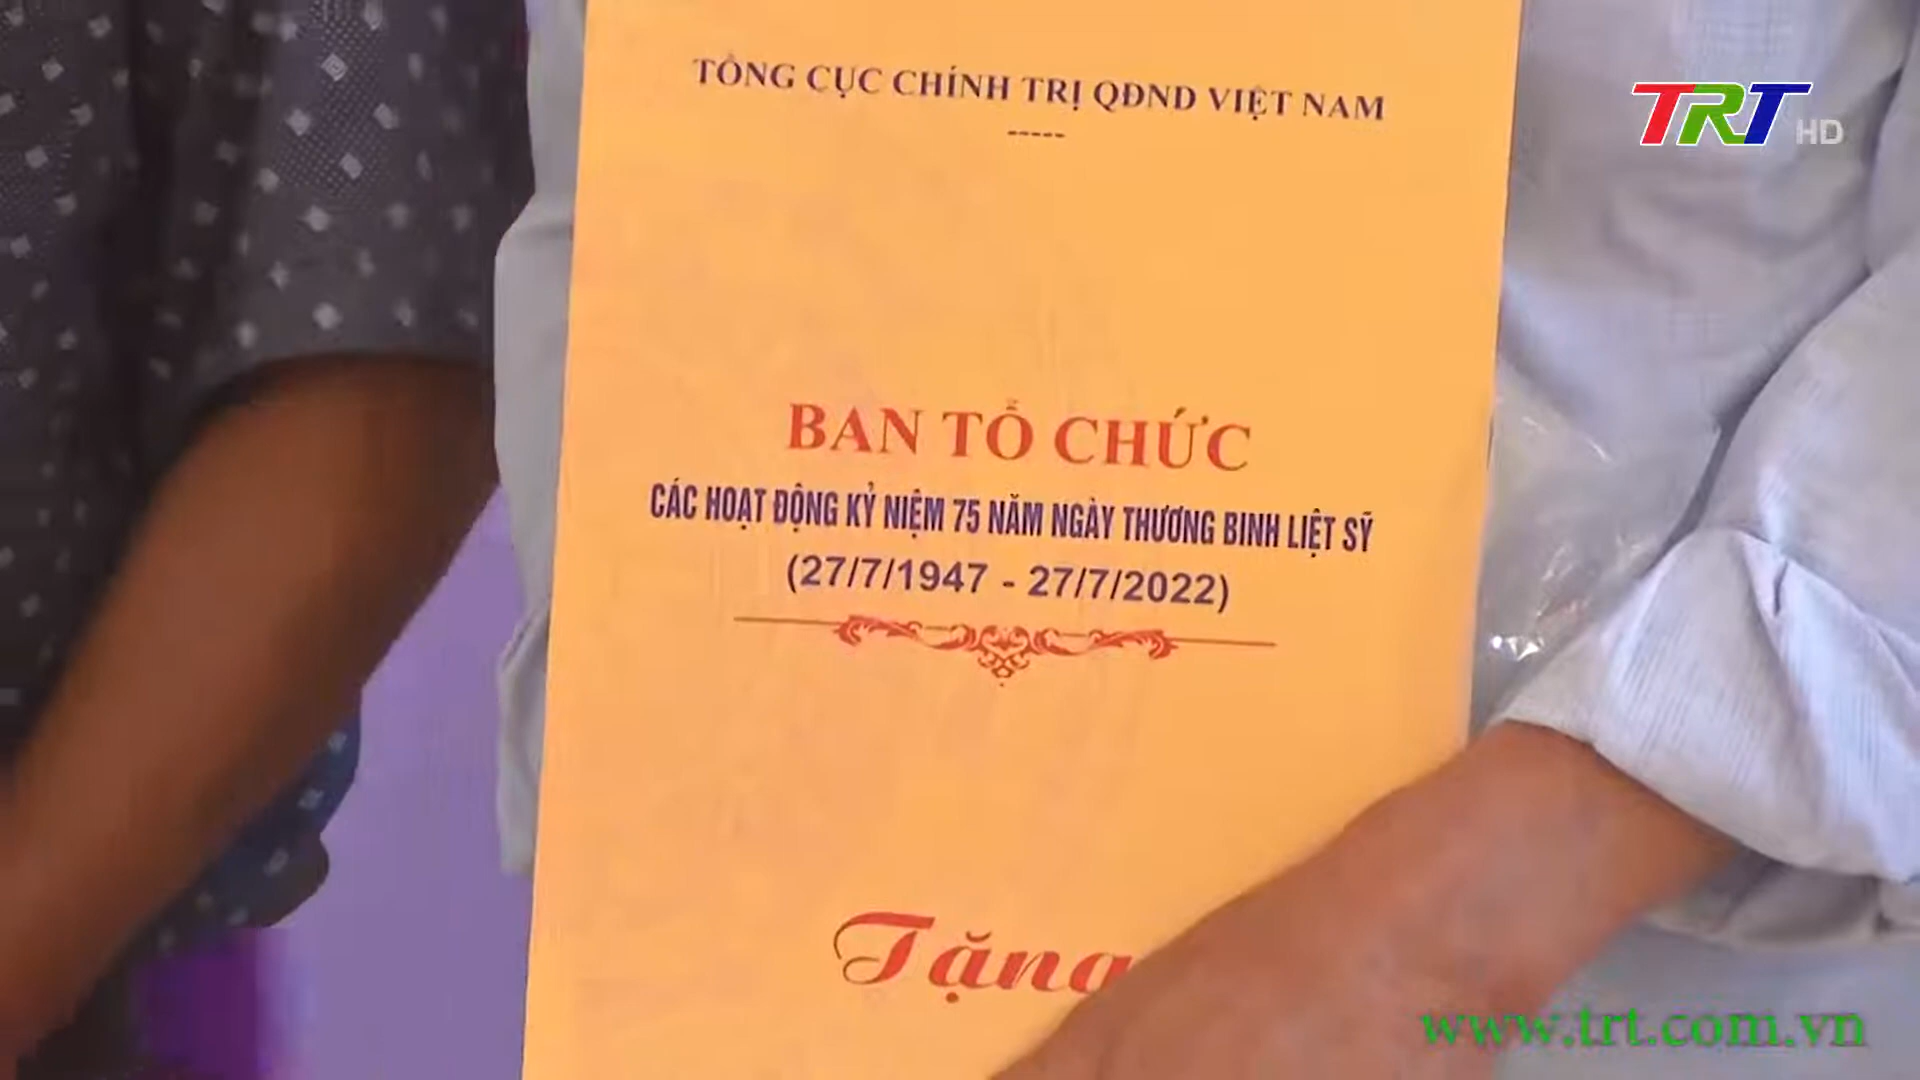 TỔNG CỤC CHÍNH TRỊ QĐND VIỆT NAM
-----
TRT HD
BAN TỔ CHỨC
CÁC HOẠT ĐỘNG KỶ NIỆM 75 NĂM NGÀY THƯƠNG BINH LIỆT SỸ
(27/7/1947 - 27/7/2022)
Tặng
www.trt.com.vn